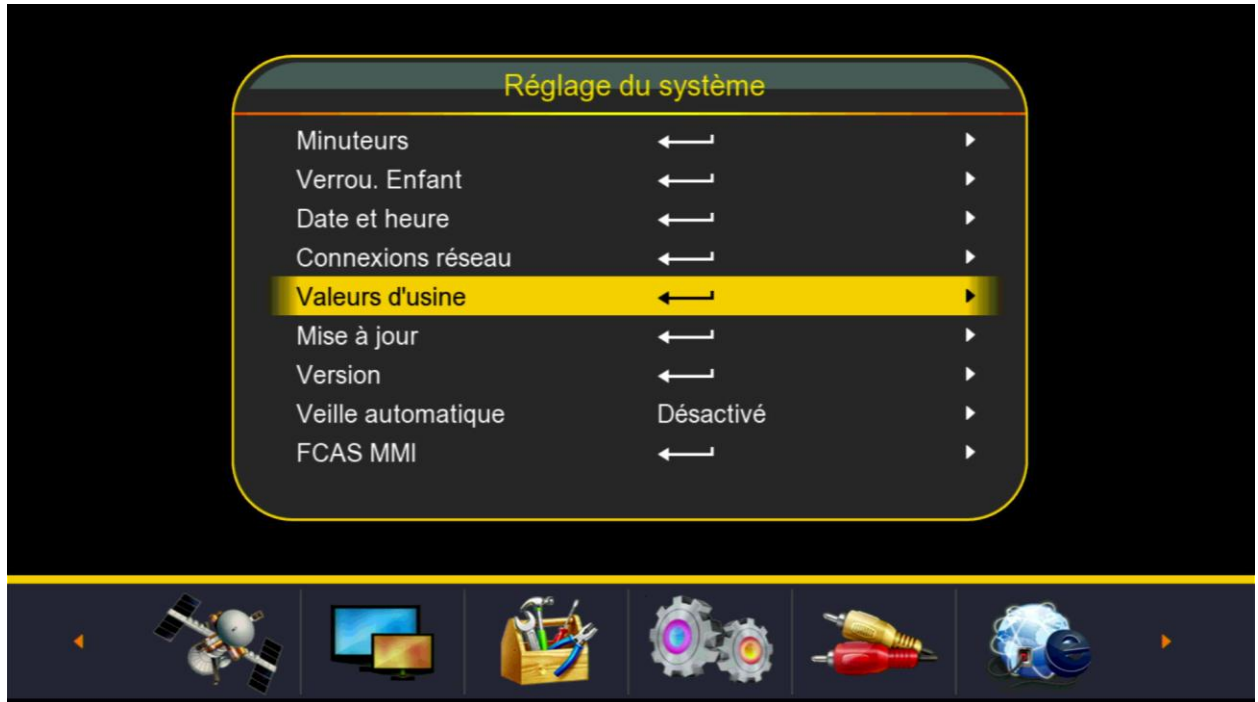 Réglage du système
Minuteurs
Verrou. Enfant
Date et heure
Connexions réseau
Valeurs d'usine
Mise à jour
Version
Veille automatique Désactivé
FCAS MMI